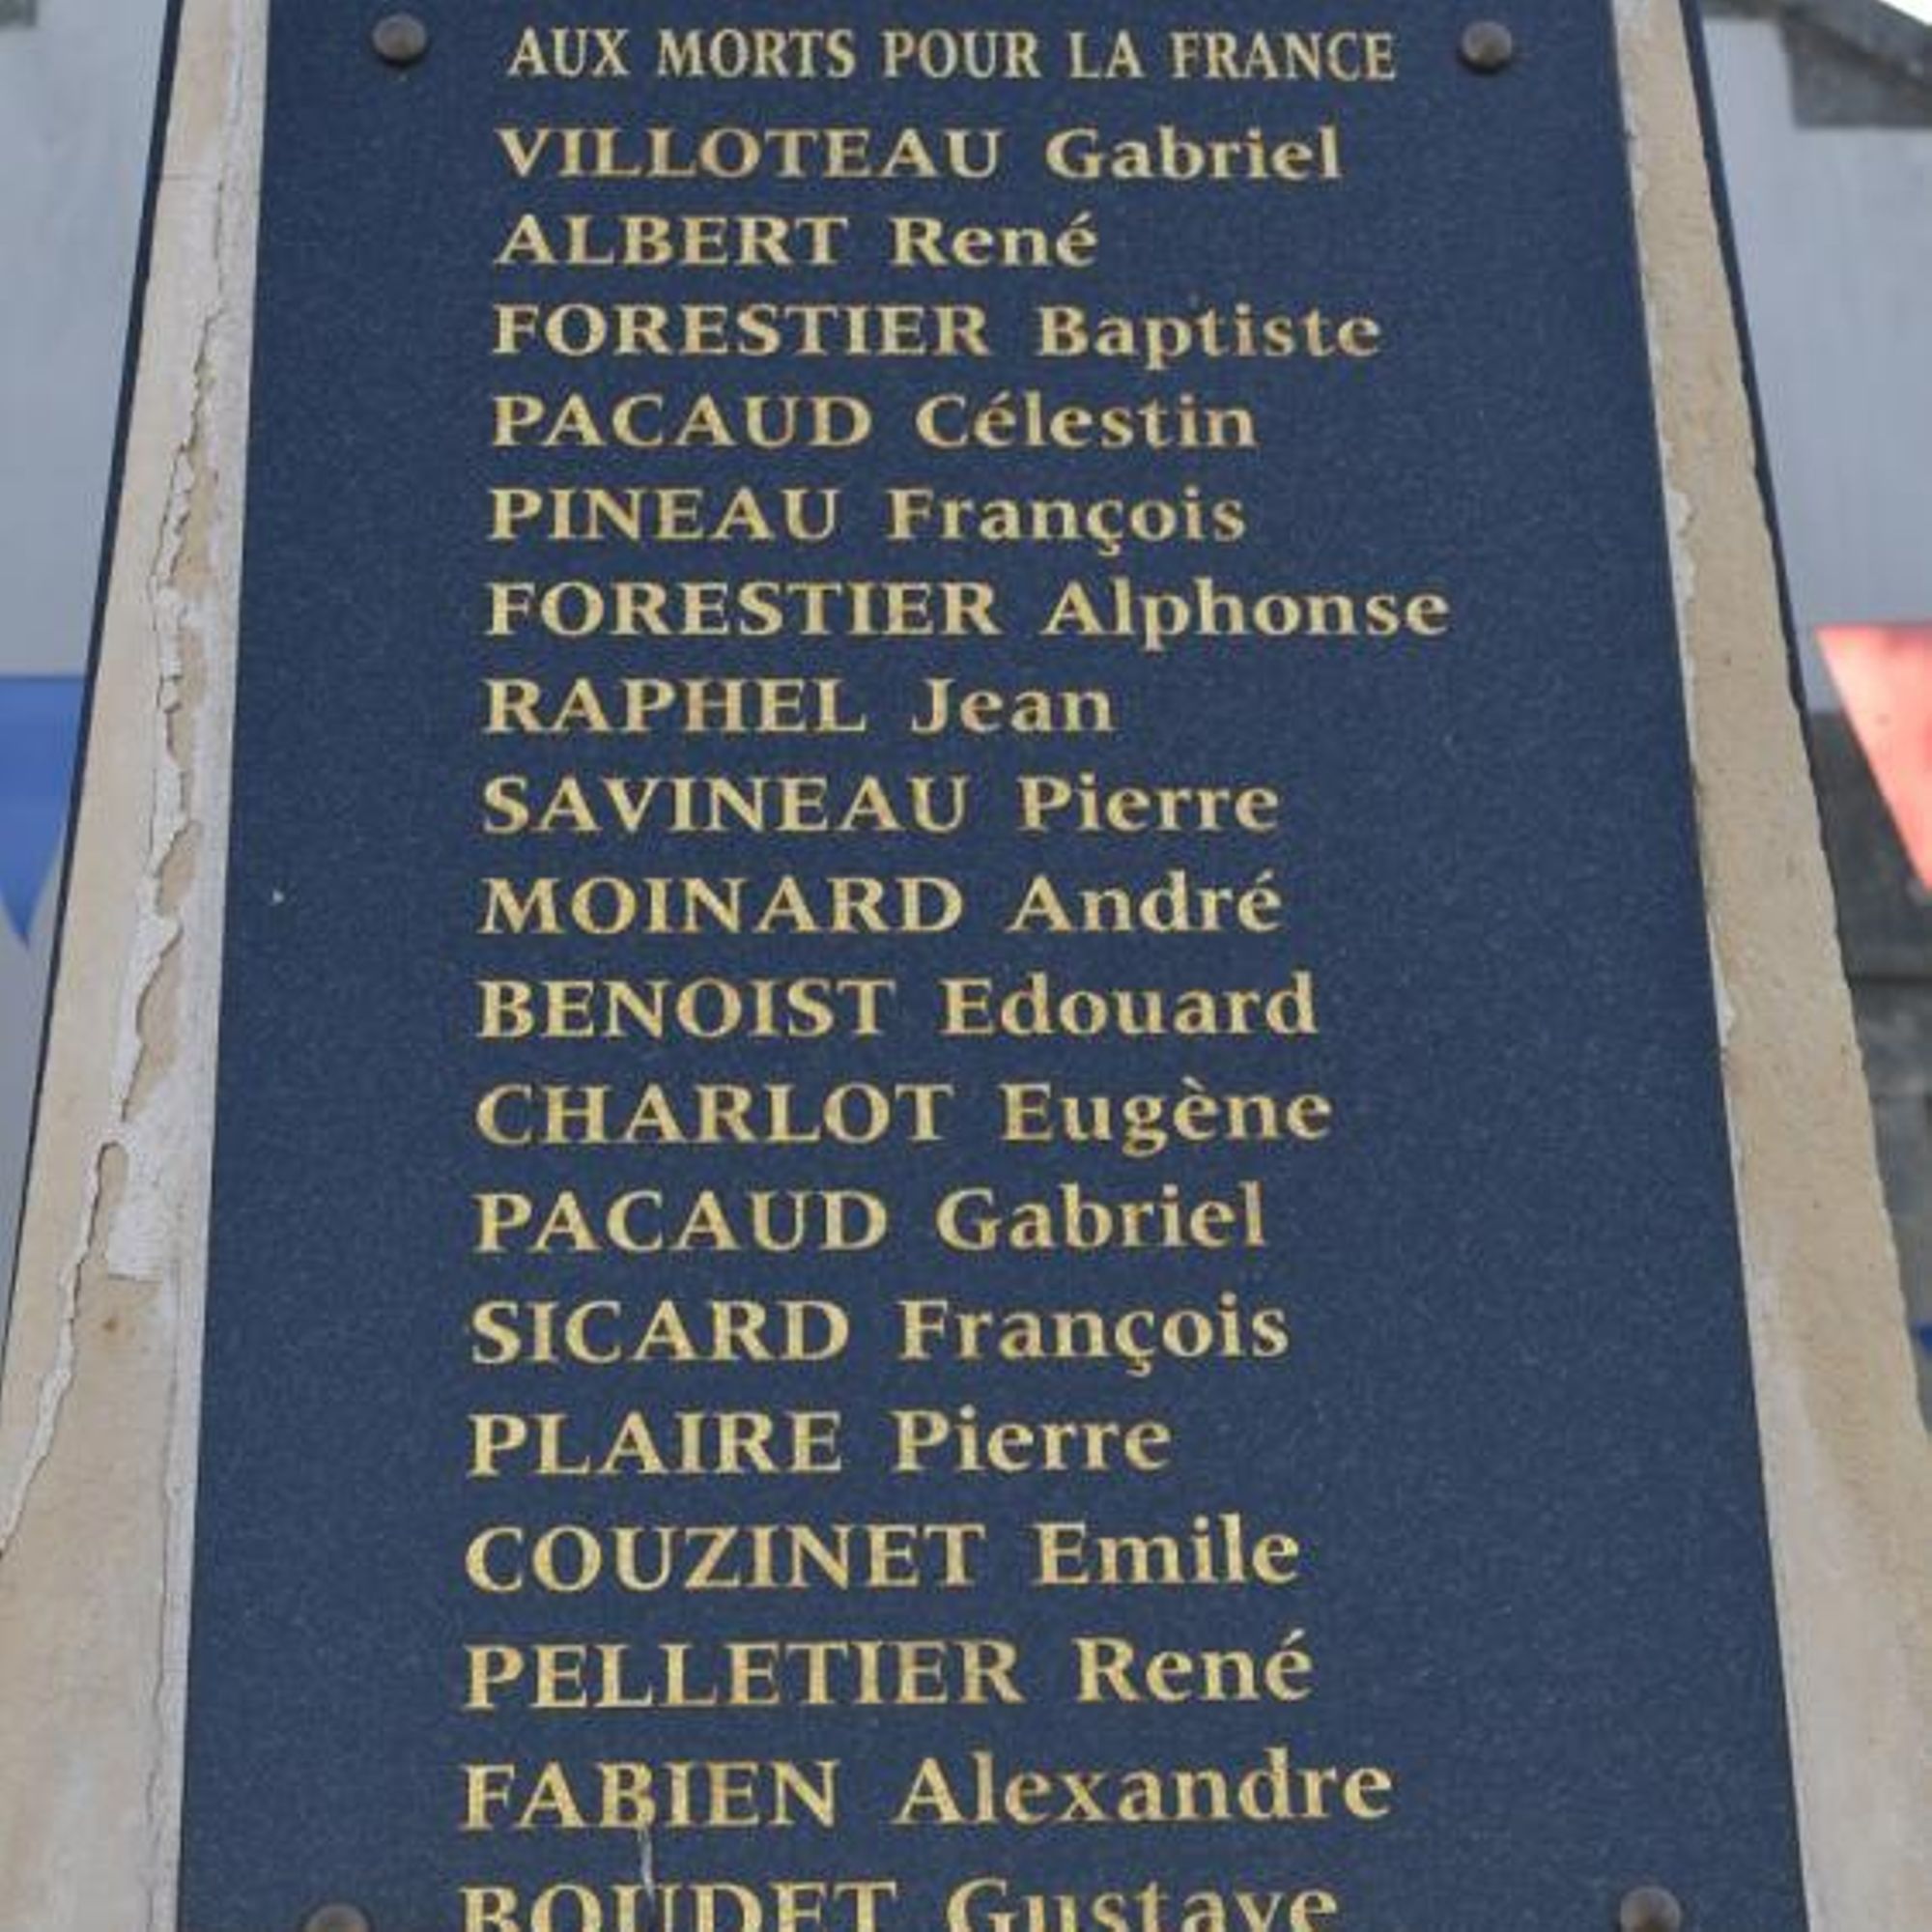 AUX MORTS POUR LA FRANCE
VILLOTEAU Gabriel
ALBERT René
FORESTIER Baptiste
PACAUD Célestin
PINEAU François
FORESTIER Alphonse
RAPHEL Jean
SAVINEAU Pierre
MOINARD André
BENOIST Edouard
CHARLOT Eugène
PACAUD Gabriel
SICARD François
PLAIRE Pierre
COUZINET Emile
PELLETIER René
FABIEN Alexandre
Gustave